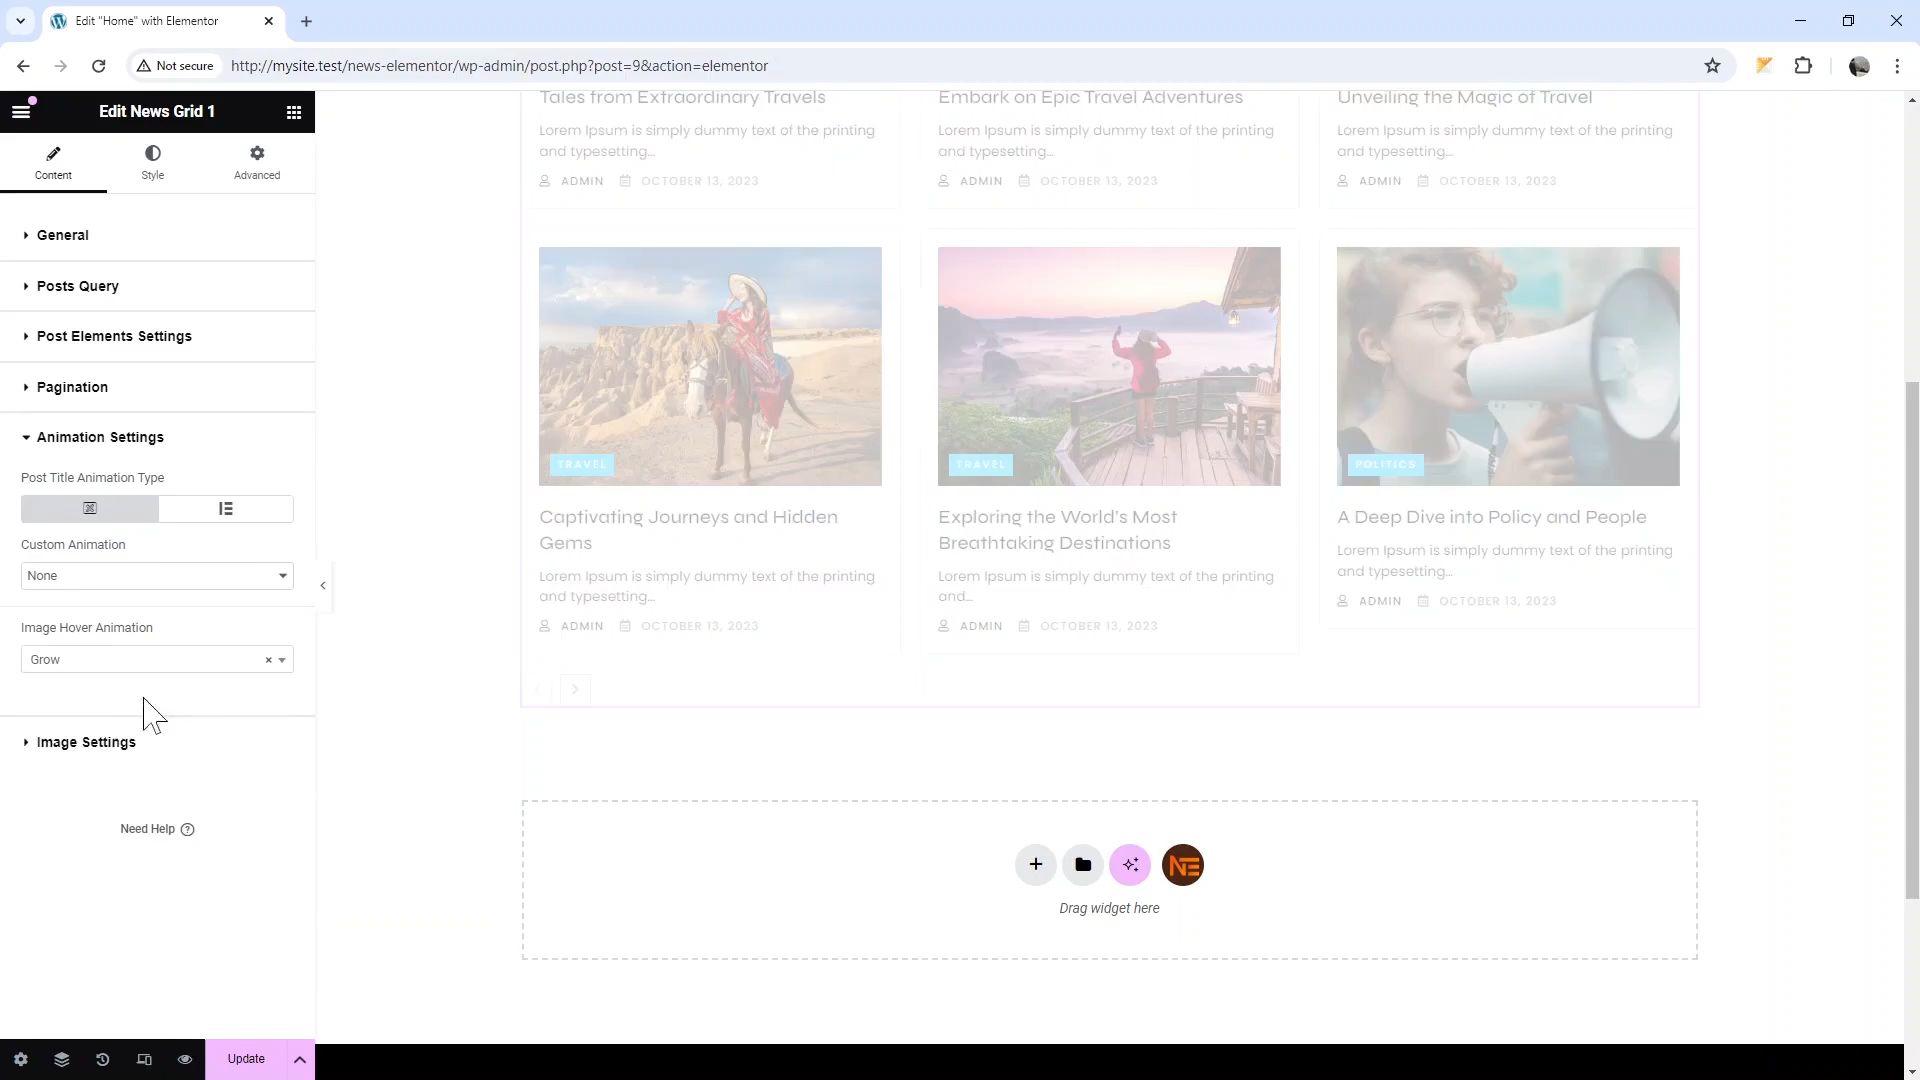 Edit "Home" with Elementor
Not secure
http://mysite.test/news-elementor/wp-admin/post.php?post=9&action=elementor
Edit News Grid 1
Content
Style
Advanced
General
Posts Query
Post Elements Settings
Pagination
Animation Settings
Post Title Animation Type
Custom Animation
None
Image Hover Animation
Grow
Image Settings
Need Help
Update
Tales from Extraordinary Travels
Lorem Ipsum is simply dummy text of the printing
and typesetting...
ADMIN OCTOBER 13, 2023
Embark on Epic Travel Adventures
Lorem Ipsum is simply dummy text of the printing
and typesetting...
ADMIN OCTOBER 13, 2023
Unveiling the Magic of Travel
Lorem Ipsum is simply dummy text of the printing
and typesetting...
ADMIN OCTOBER 13, 2023
TRAVEL
Captivating Journeys and Hidden
Gems
Lorem Ipsum is simply dummy text of the printing
and typesetting...
ADMIN OCTOBER 13, 2023
TRAVEL
Exploring the World's Most
Breathtaking Destinations
Lorem Ipsum is simply dummy text of the printing
and...
ADMIN OCTOBER 13, 2023
POLITICS
A Deep Dive into Policy and People
Lorem Ipsum is simply dummy text of the printing
and typesetting...
ADMIN OCTOBER 13, 2023
NE
Drag widget here